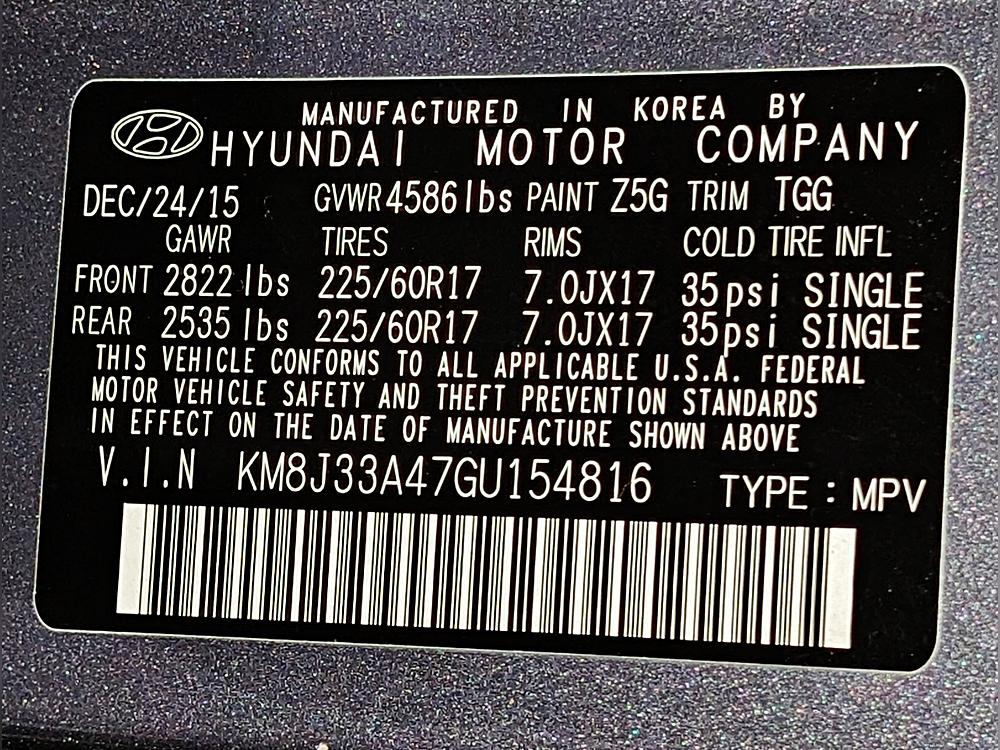 MANUFACTURED IN KOREA BY
HYUNDAI MOTOR COMPANY
DEC/24/15 GVWR 4586lbs PAINT Z5G TRIM TGG
GAWR TIRES RIMS COLD TIRE INFL
FRONT 2822 lbs 225/60R17 7.0JX17 35psi SINGLE
REAR 2535 lbs 225/60R17 7.0JX17 35psi SINGLE
THIS VEHICLE CONFORMS TO ALL APPLICABLE U.S.A. FEDERAL
MOTOR VEHICLE SAFETY AND THEFT PREVENTION STANDARDS
IN EFFECT ON THE DATE OF MANUFACTURE SHOWN ABOVE
V.I.N KM8J33A47GU154816 TYPE : MPV